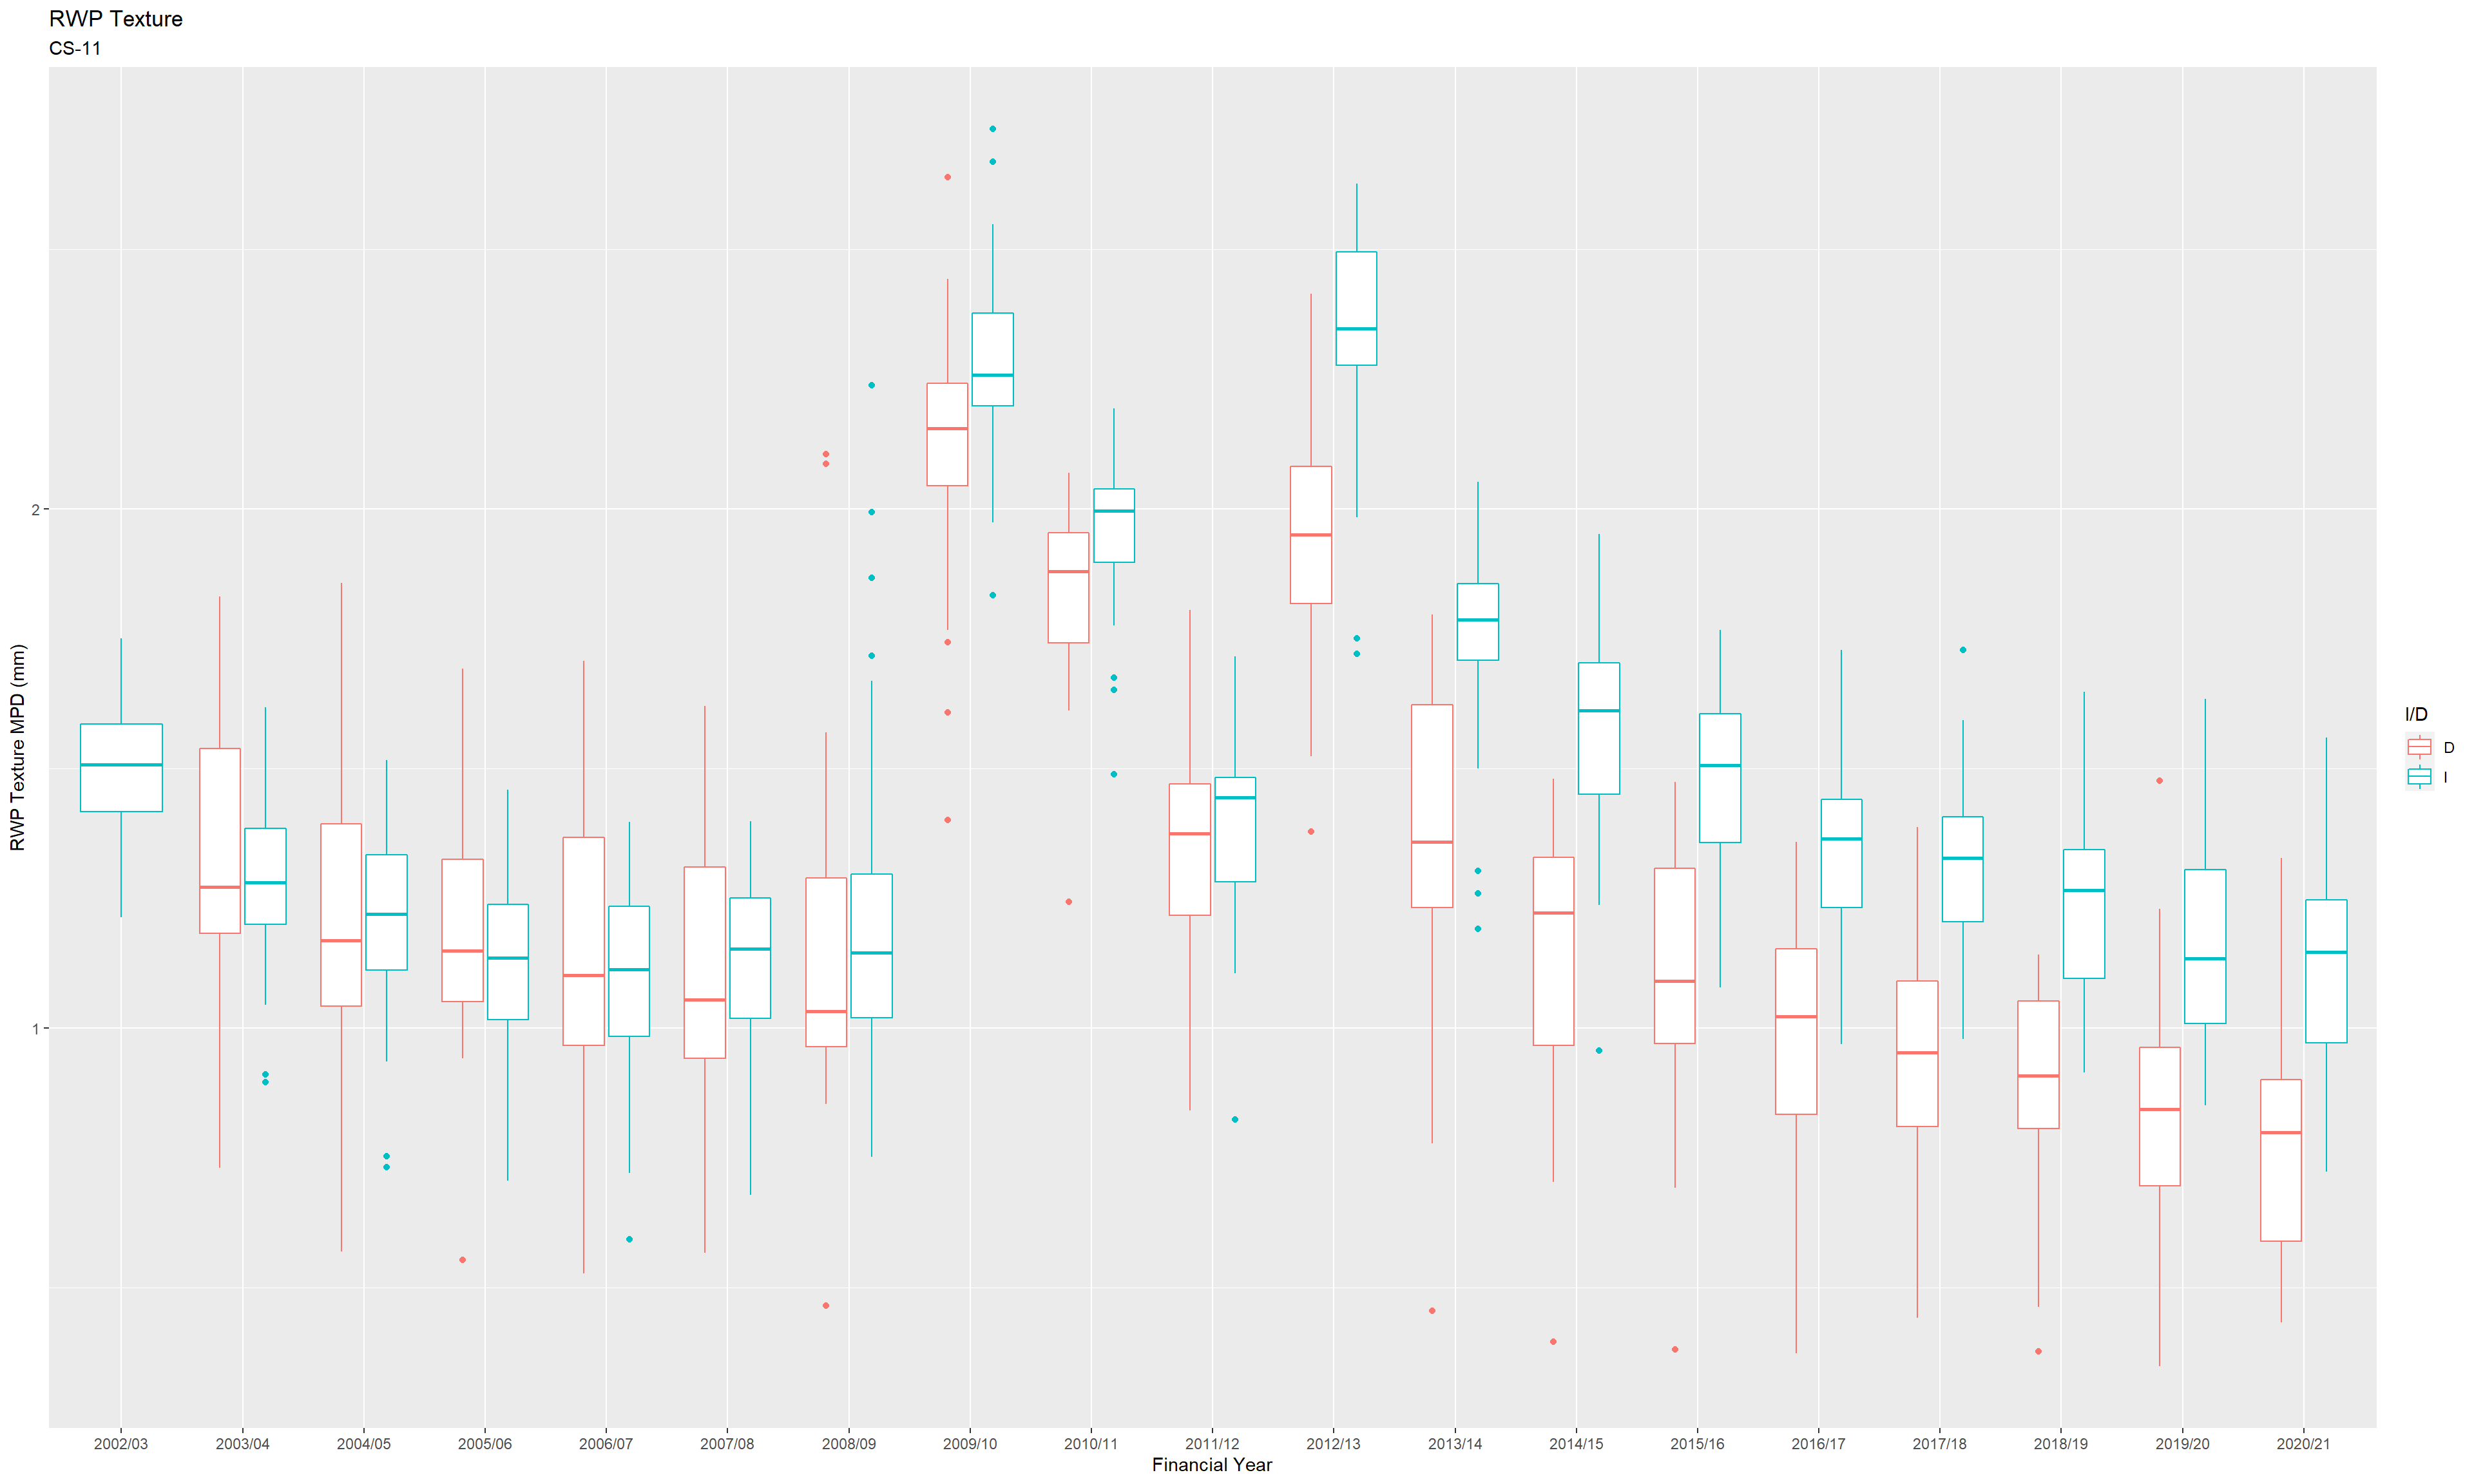 RWP Texture
CS-11
RWP Texture MPD (mm)
2
1
2002/03 2003/04 2004/05 2005/06 2006/07 2007/08 2008/09 2009/10 2010/11 2011/12 2012/13 2013/14 2014/15 2015/16 2016/17 2017/18 2018/19 2019/20 2020/21
Financial Year
I/D
D
I